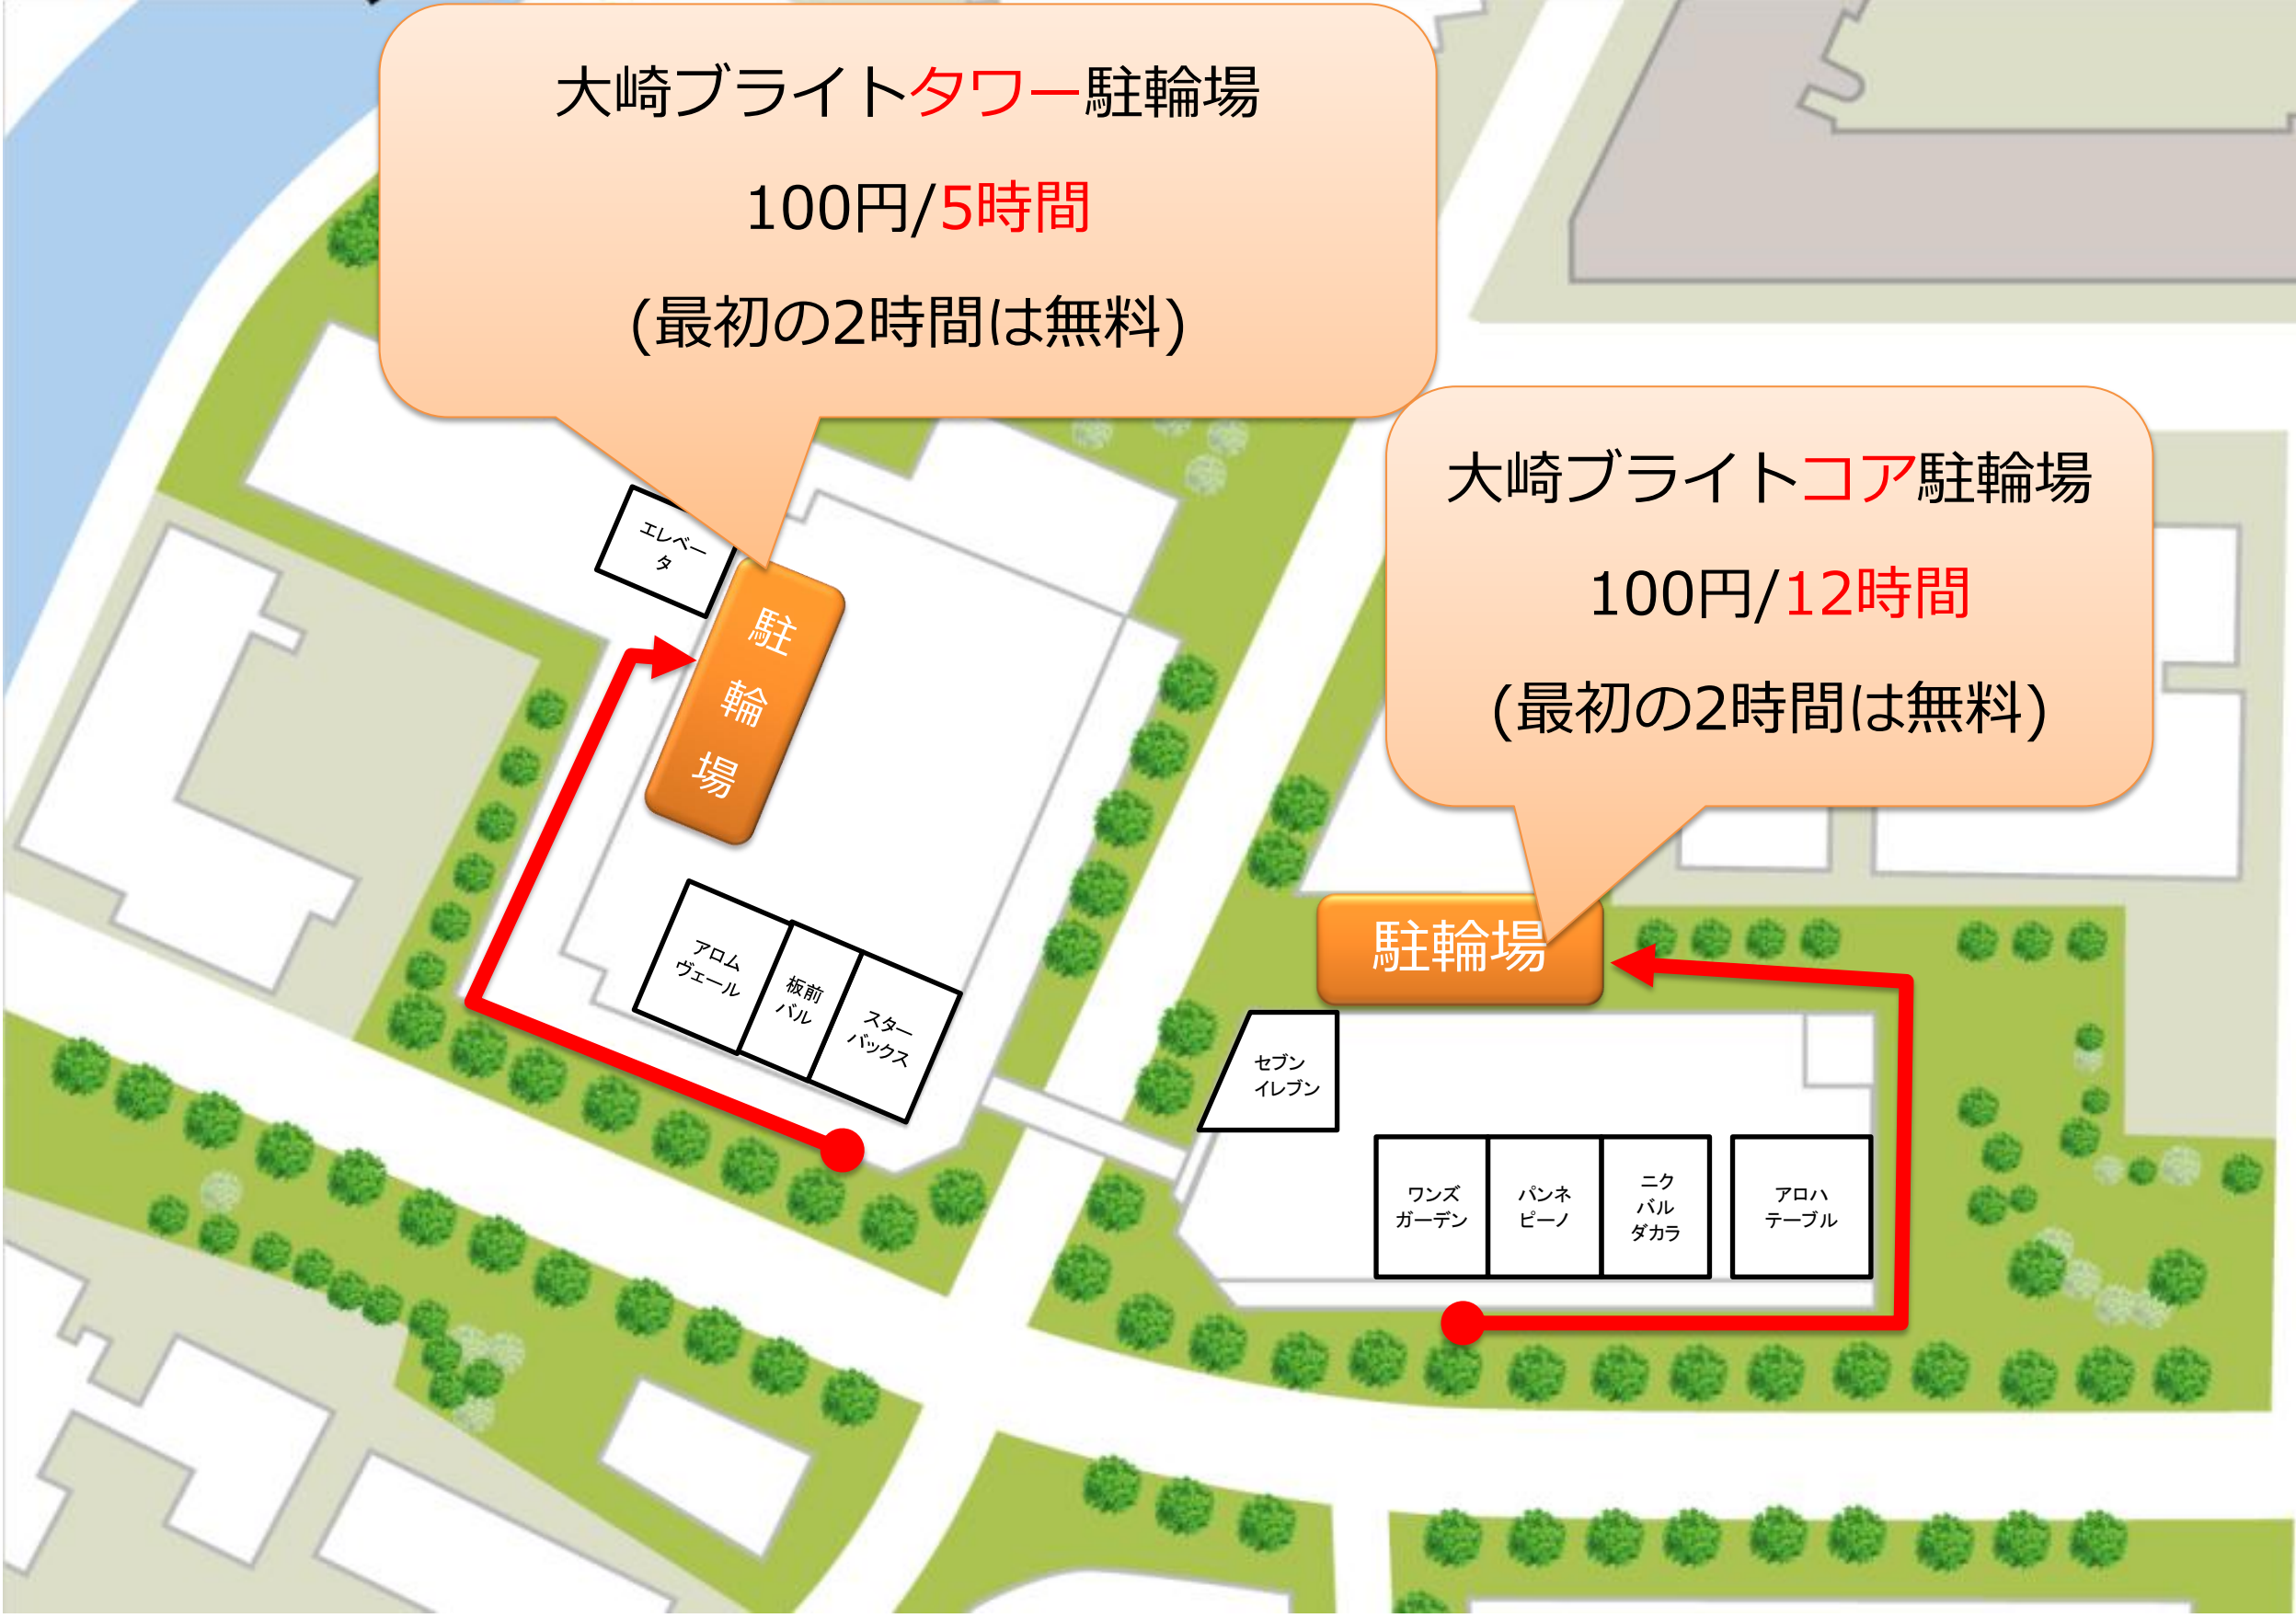 大崎ブライトタワー駐輪場
100円/5時間
(最初の2時間は無料)
大崎ブライトコア駐輪場
100円/12時間
(最初の2時間は無料)
エレベー
タ
駐
輪
場
アロム
ヴェール
板前
バル
スター
バックス
駐輪場
セブン
イレブン
ワンズ
ガーデン
パンネ
ピーノ
ニク
バル
ダカラ
アロハ
テーブル